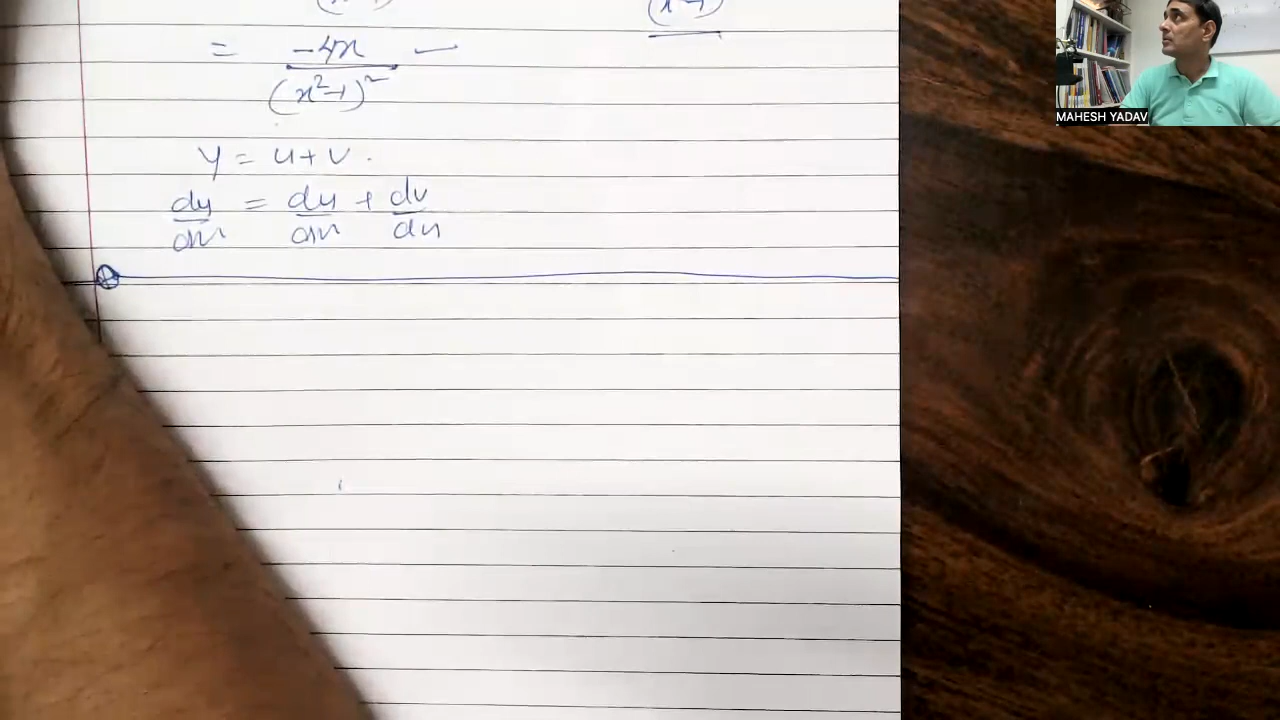 = -4x / (x²-1)²
y = u+v.
dy/dx = du/dx + dv/dx
MAHESH YADAV